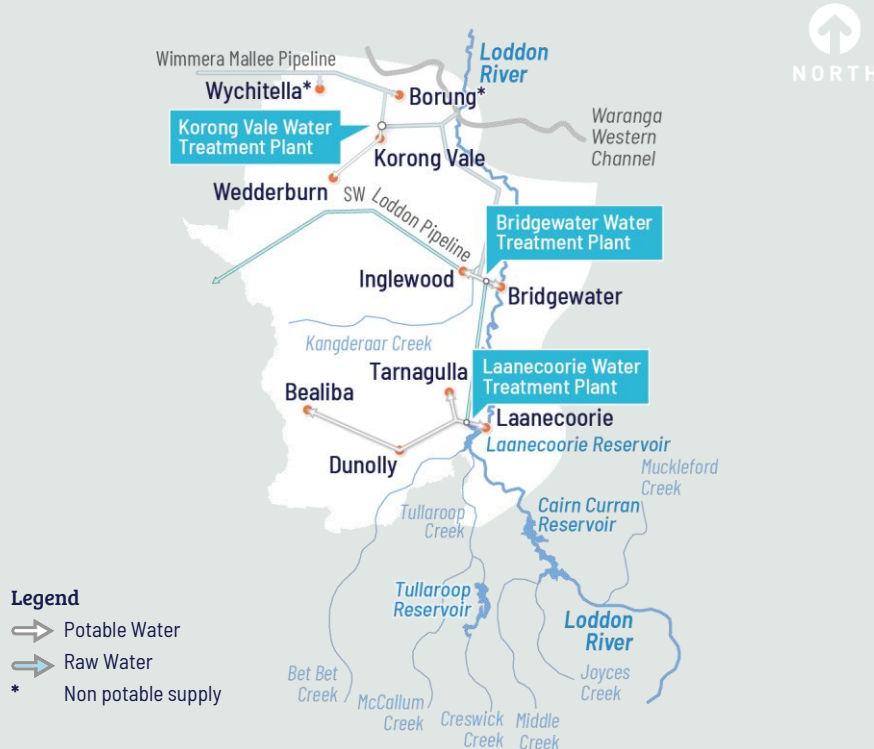 NORTH
Loddon
River
Wimmera Mallee Pipeline
Wychitella*
Borung*
Waranga
Western
Channel
Korong Vale Water
Treatment Plant
Korong Vale
Wedderburn
SW Loddon Pipeline
Bridgewater Water
Treatment Plant
Inglewood
Bridgewater
Kangderaar Creek
Tarnagulla
Laanecoorie Water
Treatment Plant
Bealiba
Laanecoorie
Laanecoorie Reservoir
Dunolly
Muckleford
Creek
Cairn Curran
Reservoir
Tullaroop
Creek
Tullaroop
Reservoir
Loddon
River
Legend
Potable Water
Raw Water
* Non potable supply
Bet Bet
Creek
McCallum
Creek
Creswick
Creek
Middle
Creek
Joyces
Creek